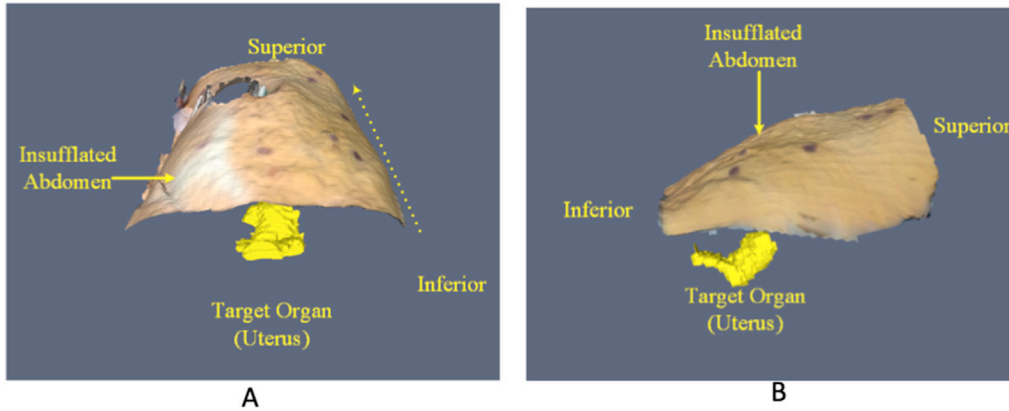 Superior
Insufflated
Abdomen
Inferior
Target Organ
(Uterus)
A
Insufflated
Abdomen
Superior
Inferior
Target Organ
(Uterus)
B